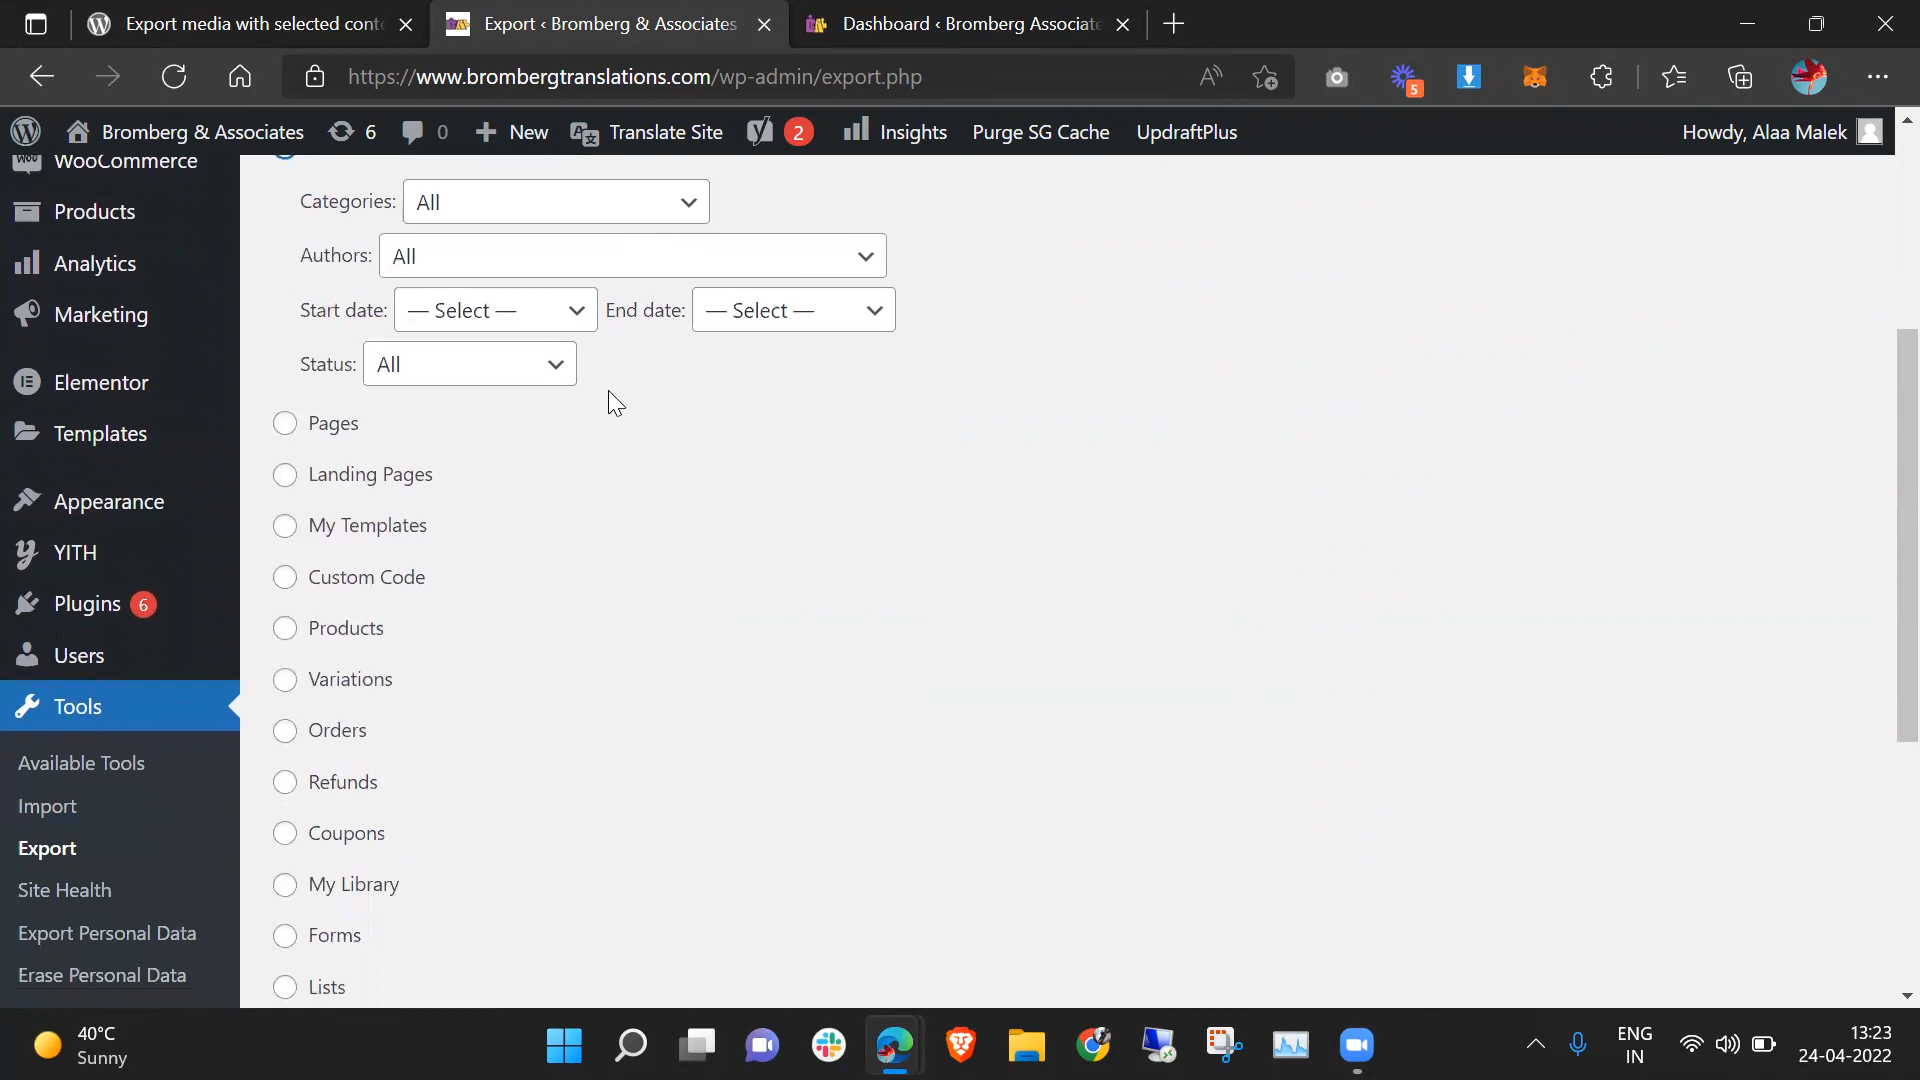 Export media with selected cont
Export ‹ Bromberg & Associates
Dashboard ‹ Bromberg Associate
https://www.brombergtranslations.com/wp-admin/export.php
5
Bromberg & Associates
6
0
New
Translate Site
2
Insights
Purge SG Cache
UpdraftPlus
Howdy, Alaa Malek
WooCommerce
Products
Analytics
Marketing
Elementor
Templates
Appearance
YITH
Plugins 6
Users
Tools
Available Tools
Import
Export
Site Health
Export Personal Data
Erase Personal Data
Categories: All
Authors: All
Start date: — Select — End date: — Select —
Status: All
Pages
Landing Pages
My Templates
Custom Code
Products
Variations
Orders
Refunds
Coupons
My Library
Forms
Lists
40°C
Sunny
ENG
IN
13:23
24-04-2022